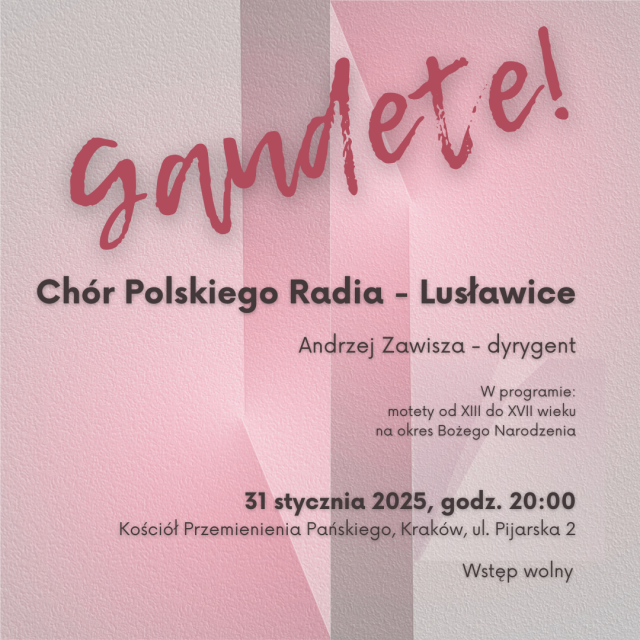 Gaudete!
Chór Polskiego Radia - Lusławice
Andrzej Zawisza - dyrygent
W programie:
motety od XIII do XVII wieku
na okres Bożego Narodzenia
31 stycznia 2025, godz. 20:00
Kościół Przemienienia Pańskiego, Kraków, ul. Pijarska 2
Wstęp wolny